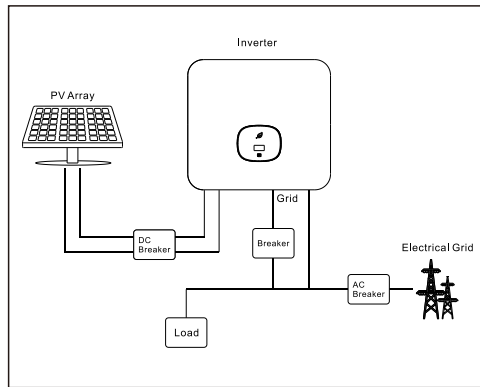 Inverter
PV Array
Grid
DC
Breaker
Breaker
Electrical Grid
AC
Breaker
Load